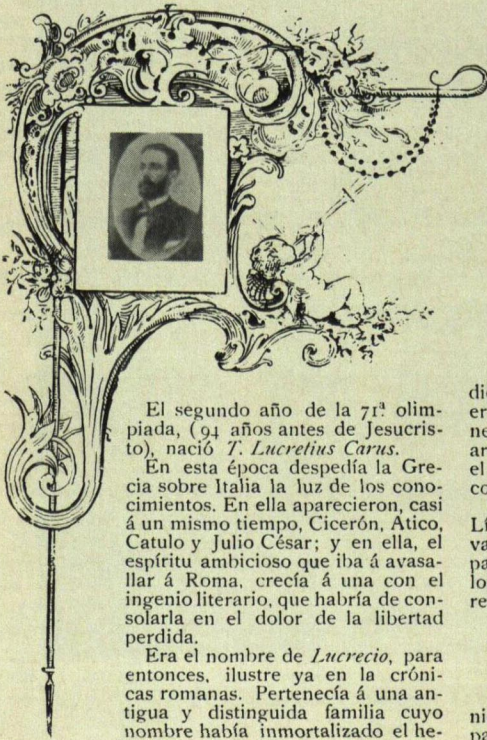 El segundo año de la 71ª olim-
piada, (94 años antes de Jesucris-
to), nació T. Lucretius Carus.
En esta época despedía la Gre-
cia sobre Italia la luz de los cono-
cimientos. En ella aparecieron, casi
á un mismo tiempo, Cicerón, Atico,
Catulo y Julio César; y en ella, el
espíritu ambicioso que iba á avasa-
llar á Roma, crecía á una con el
ingenio literario, que habría de con-
solarla en el dolor de la libertad
perdida.
Era el nombre de Lucrecio, para
entonces, ilustre ya en la cróni-
cas romanas. Pertenecía á una an-
tigua y distinguida familia cuyo
nombre había inmortalizado el he-